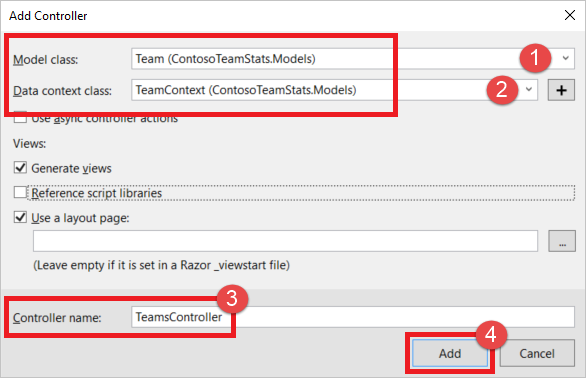 Add Controller
Model class: Team (ContosoTeamStats.Models) 1
Data context class: TeamContext (ContosoTeamStats.Models) 2 +
Use async controller actions
Views:
Generate views
Reference script libraries
Use a layout page:
...
(Leave empty if it is set in a Razor _viewstart file)
3
Controller name: TeamsController
4
Add Cancel